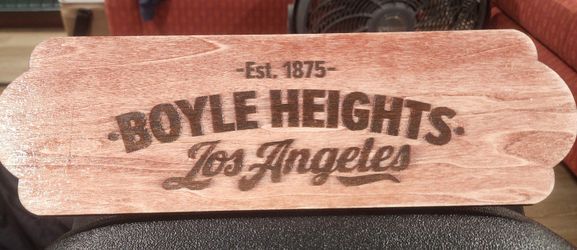 -Est. 1875-
·BOYLE HEIGHTS·
Los Angeles